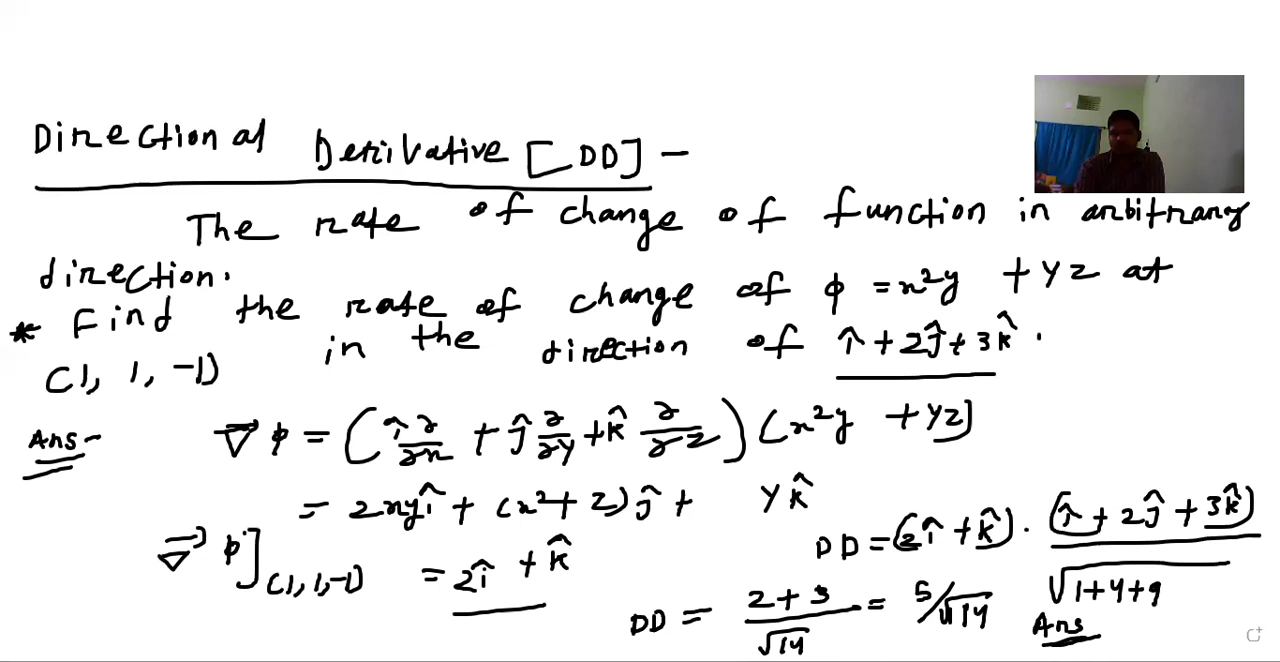 Directional Derivative [DD] -
The rate of change of function in arbitrary
direction.
* Find the rate of change of φ = x²y + yz at
(1, 1, -1) in the direction of î + 2ĵ + 3k̂.
Ans- ∇⃗ φ = (î ∂/∂x + ĵ ∂/∂y + k̂ ∂/∂z) (x²y + yz)
= 2xyî + (x² + z)ĵ + yk̂
∇⃗ φ](1, 1, -1) = 2î + k̂
DD = (2î + k̂) · (î + 2ĵ + 3k̂) / √1+4+9
DD = 2 + 3 / √14 = 5/√14 Ans